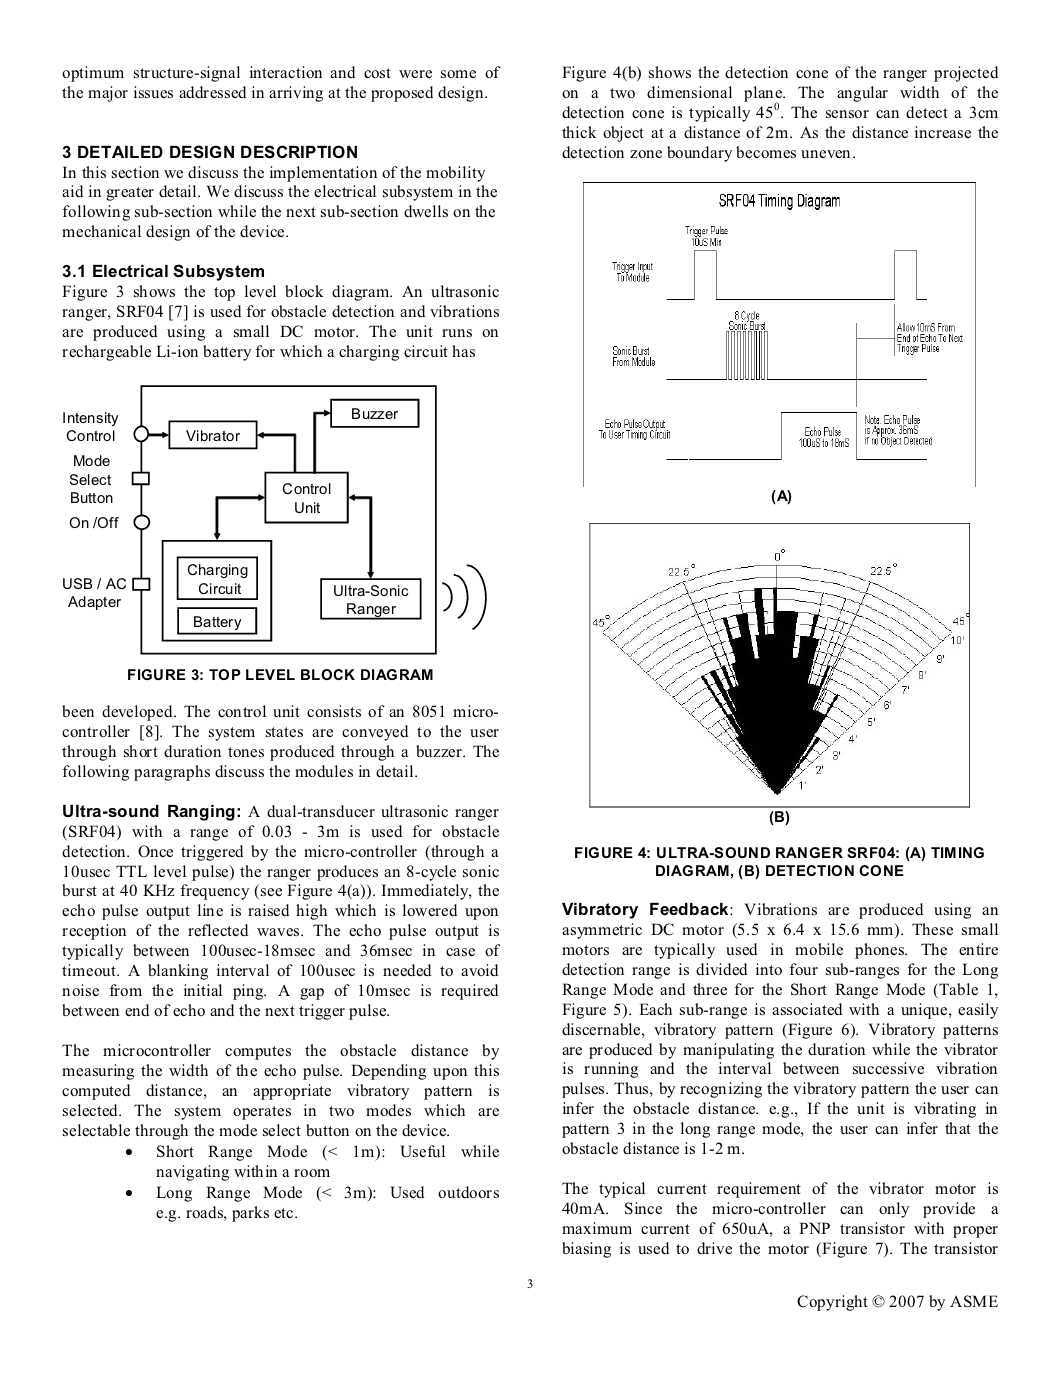 optimum structure-signal interaction and cost were some of
the major issues addressed in arriving at the proposed design.
3 DETAILED DESIGN DESCRIPTION
In this section we discuss the implementation of the mobility
aid in greater detail. We discuss the electrical subsystem in the
following sub-section while the next sub-section dwells on the
mechanical design of the device.
3.1 Electrical Subsystem
Figure 3 shows the top level block diagram. An ultrasonic
ranger, SRF04 [7] is used for obstacle detection and vibrations
are produced using a small DC motor. The unit runs on
rechargeable Li-ion battery for which a charging circuit has
Intensity
Control
Mode
Select
Button
On /Off
USB / AC
Adapter
Vibrator
Buzzer
Control
Unit
Charging
Circuit
Battery
Ultra-Sonic
Ranger
FIGURE 3: TOP LEVEL BLOCK DIAGRAM
been developed. The control unit consists of an 8051 micro-
controller [8]. The system states are conveyed to the user
through short duration tones produced through a buzzer. The
following paragraphs discuss the modules in detail.
Ultra-sound Ranging: A dual-transducer ultrasonic ranger
(SRF04) with a range of 0.03 - 3m is used for obstacle
detection. Once triggered by the micro-controller (through a
10usec TTL level pulse) the ranger produces an 8-cycle sonic
burst at 40 KHz frequency (see Figure 4(a)). Immediately, the
echo pulse output line is raised high which is lowered upon
reception of the reflected waves. The echo pulse output is
typically between 100usec-18msec and 36msec in case of
timeout. A blanking interval of 100usec is needed to avoid
noise from the initial ping. A gap of 10msec is required
between end of echo and the next trigger pulse.
The microcontroller computes the obstacle distance by
measuring the width of the echo pulse. Depending upon this
computed distance, an appropriate vibratory pattern is
selected. The system operates in two modes which are
selectable through the mode select button on the device.
• Short Range Mode (< 1m): Useful while
navigating within a room
• Long Range Mode (< 3m): Used outdoors
e.g. roads, parks etc.
Figure 4(b) shows the detection cone of the ranger projected
on a two dimensional plane. The angular width of the
detection cone is typically 45⁰. The sensor can detect a 3cm
thick object at a distance of 2m. As the distance increase the
detection zone boundary becomes uneven.
SRF04 Timing Diagram
Trigger Pulse
10uS Min
Trigger Input
To Module
8 Cycle
Sonic Burst
Sonic Burst
From Module
Allow 10mS From
End of Echo To Next
Trigger Pulse
Echo Pulse Output
To User Timing Circuit
Echo Pulse
100uS to 18mS
Note. Echo Pulse
is Approx. 36mS
if no Object Detected
(A)
0°
22.5° 22.5°
45° 45°
10'
9'
8'
7'
6'
5'
4'
3'
2'
1'
(B)
FIGURE 4: ULTRA-SOUND RANGER SRF04: (A) TIMING
DIAGRAM, (B) DETECTION CONE
Vibratory Feedback: Vibrations are produced using an
asymmetric DC motor (5.5 x 6.4 x 15.6 mm). These small
motors are typically used in mobile phones. The entire
detection range is divided into four sub-ranges for the Long
Range Mode and three for the Short Range Mode (Table 1,
Figure 5). Each sub-range is associated with a unique, easily
discernable, vibratory pattern (Figure 6). Vibratory patterns
are produced by manipulating the duration while the vibrator
is running and the interval between successive vibration
pulses. Thus, by recognizing the vibratory pattern the user can
infer the obstacle distance. e.g., If the unit is vibrating in
pattern 3 in the long range mode, the user can infer that the
obstacle distance is 1-2 m.
The typical current requirement of the vibrator motor is
40mA. Since the micro-controller can only provide a
maximum current of 650uA, a PNP transistor with proper
biasing is used to drive the motor (Figure 7). The transistor
3
Copyright © 2007 by ASME